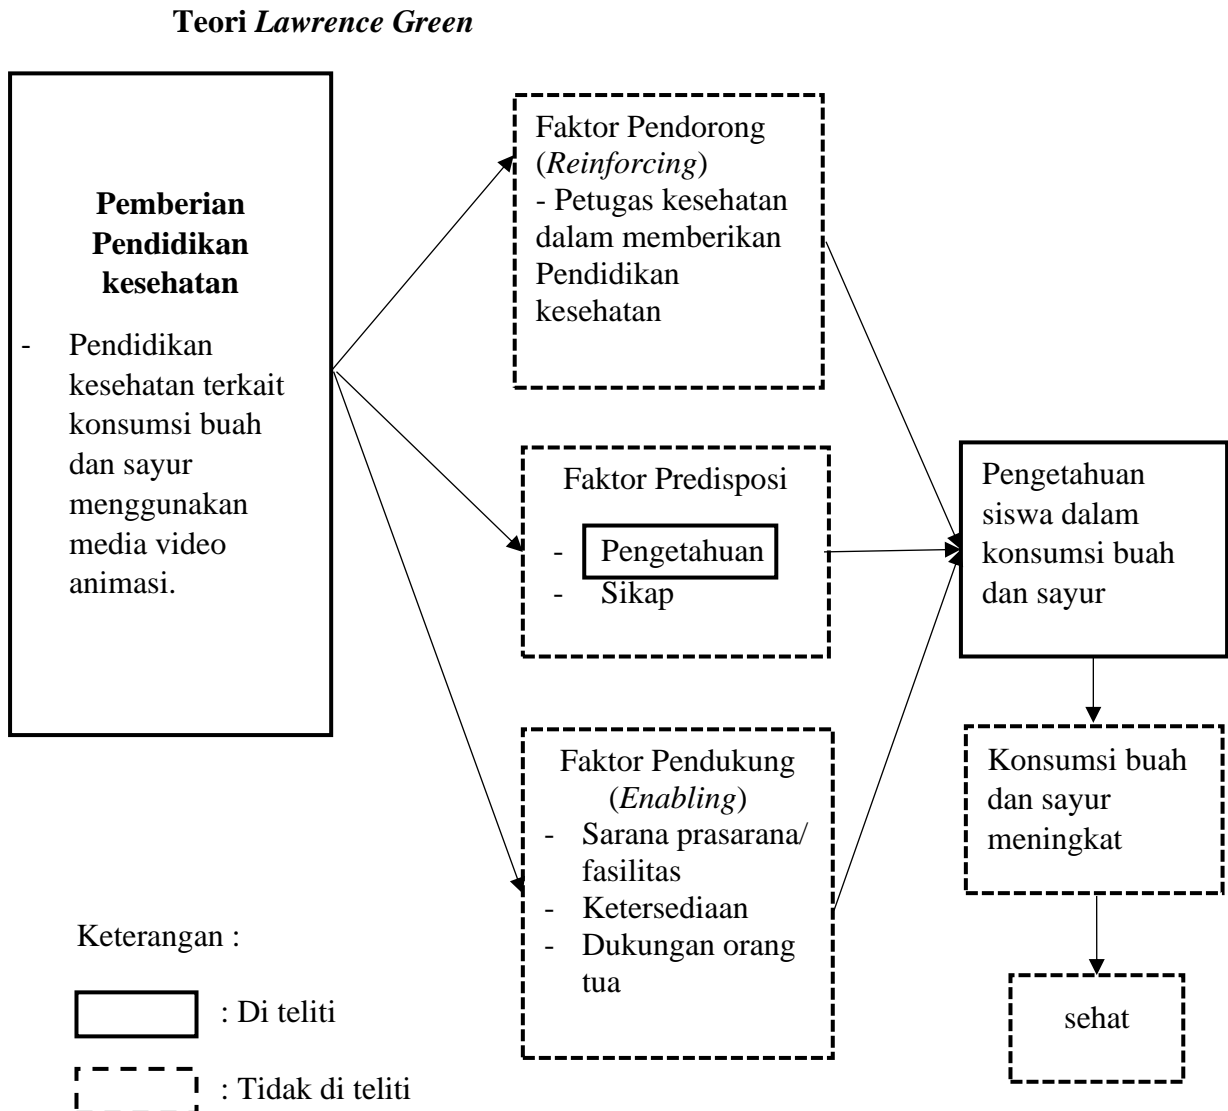 Teori Lawrence Green
Pemberian
Pendidikan
kesehatan
- Pendidikan
kesehatan terkait
konsumsi buah
dan sayur
menggunakan
media video
animasi.
Faktor Pendorong
(Reinforcing)
- Petugas kesehatan
dalam memberikan
Pendidikan
kesehatan
Faktor Predisposi
- Pengetahuan
- Sikap
Faktor Pendukung
(Enabling)
- Sarana prasarana/
fasilitas
- Ketersediaan
- Dukungan orang
tua
Pengetahuan
siswa dalam
konsumsi buah
dan sayur
Konsumsi buah
dan sayur
meningkat
sehat
Keterangan :
: Di teliti
: Tidak di teliti